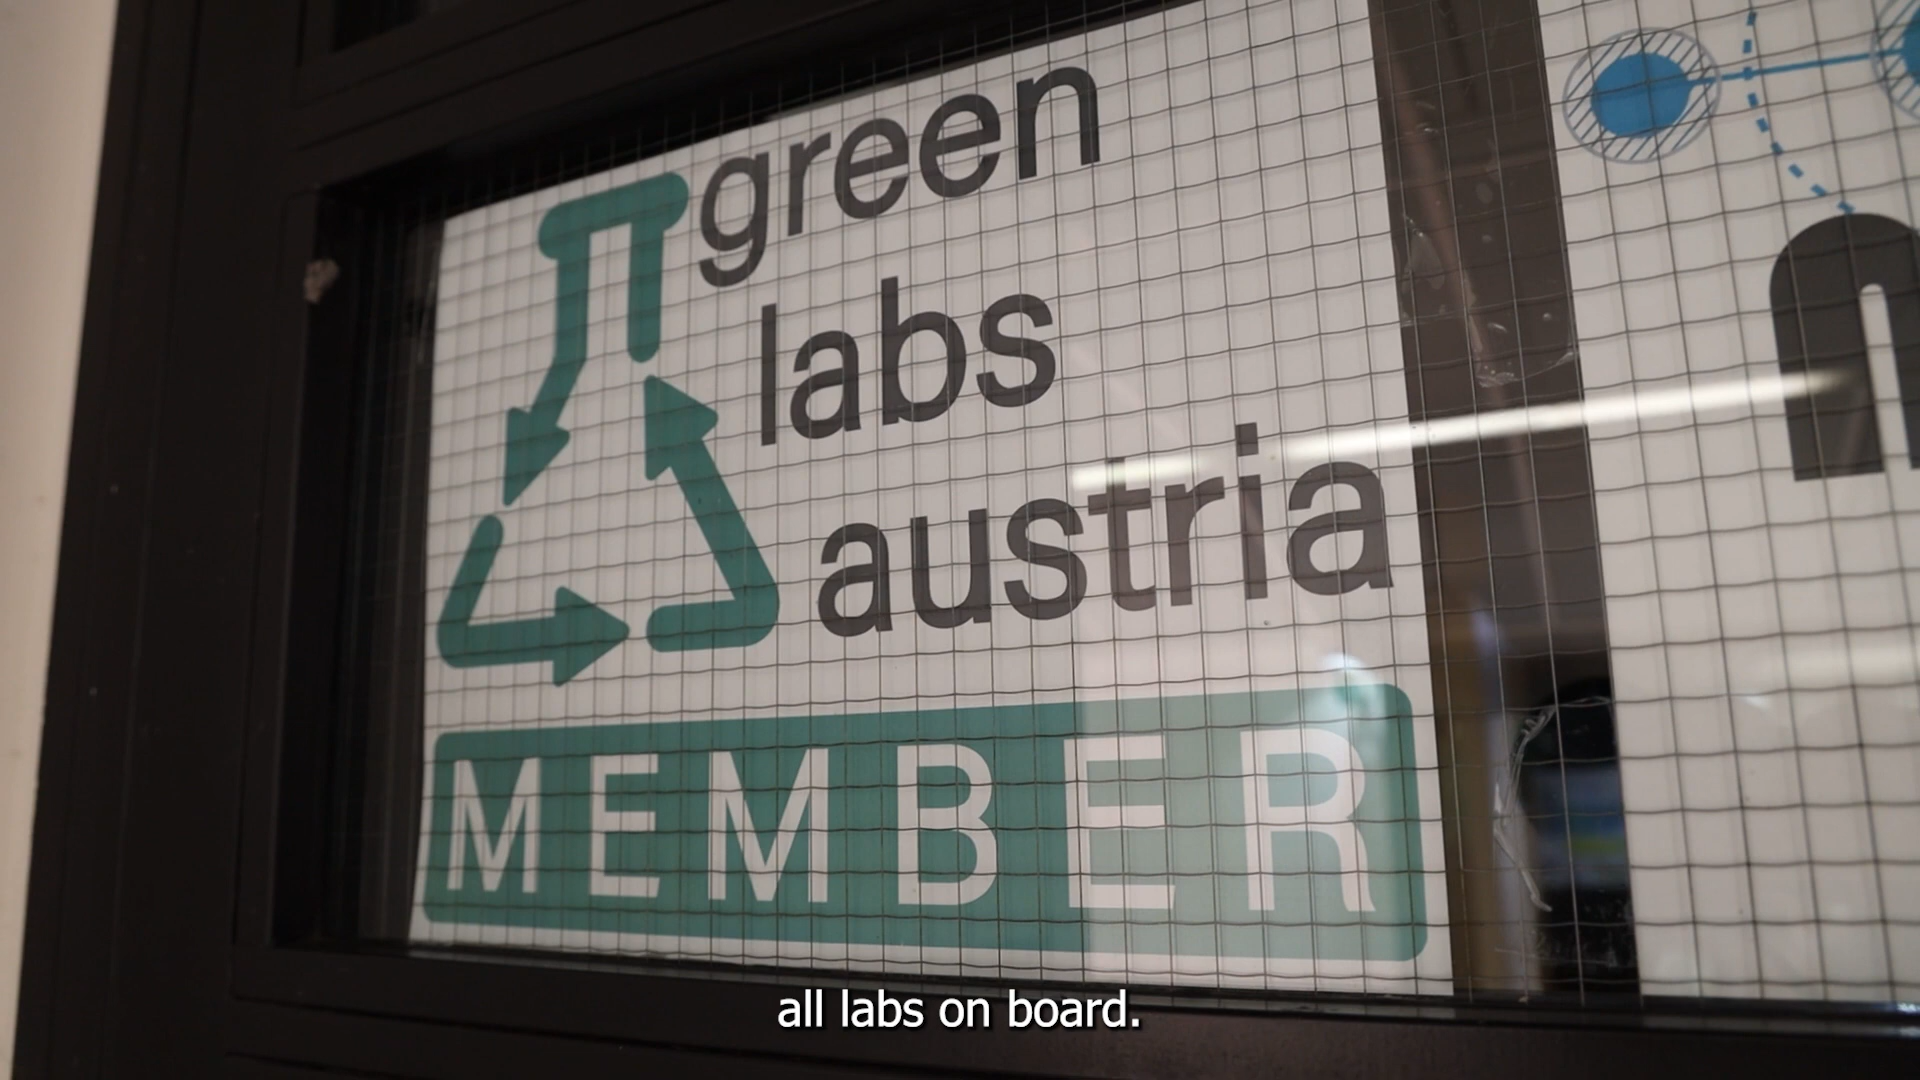 green
labs
austria
MEMBER
all labs on board.